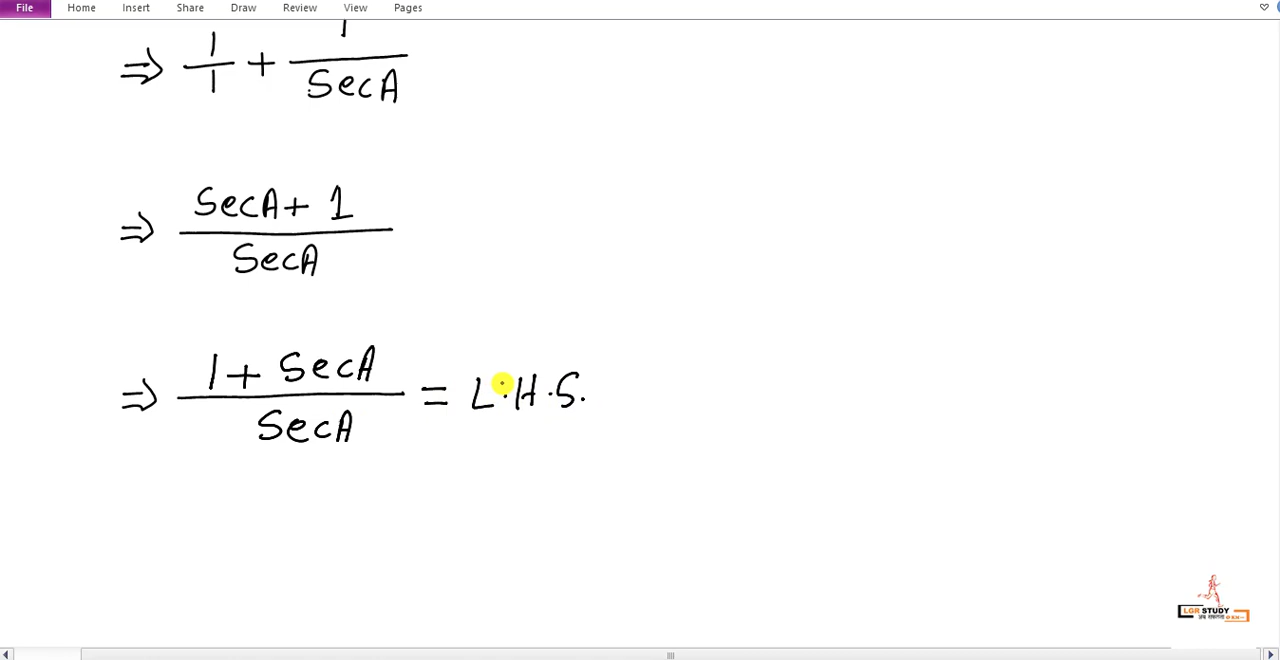 File Home Insert Share Draw Review View Pages
⇒ 1/1 + 1/SecA
⇒ SecA + 1
SecA
⇒ 1 + SecA = L.H.S.
SecA
LGR STUDY